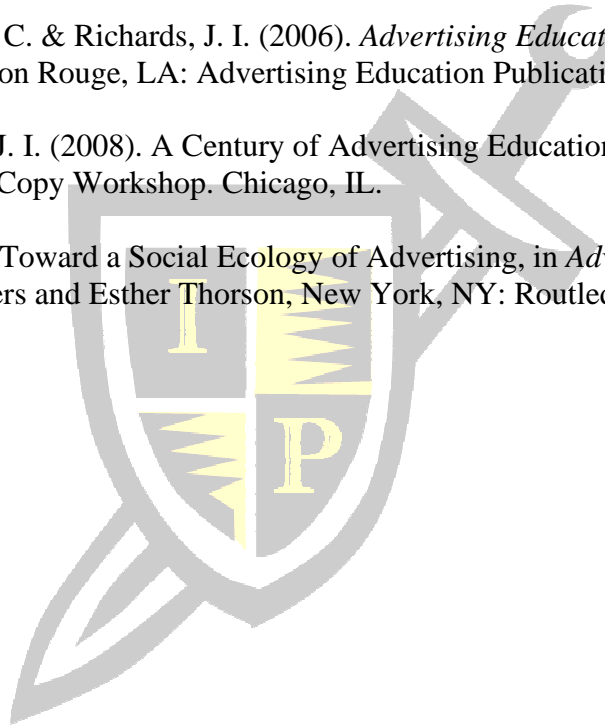 C. & Richards, J. I. (2006). Advertising Educat
on Rouge, LA: Advertising Education Publicati
J. I. (2008). A Century of Advertising Education
Copy Workshop. Chicago, IL.
Toward a Social Ecology of Advertising, in Adv
ers and Esther Thorson, New York, NY: Routled
I
P